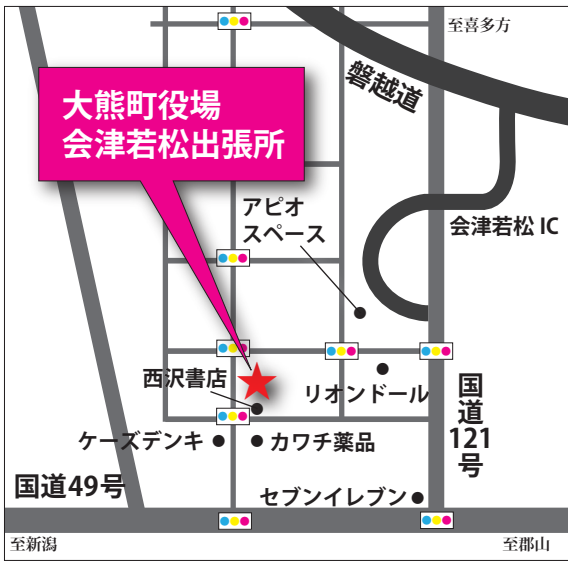 至喜多方
磐越道
大熊町役場
会津若松出張所
アピオ
スペース
会津若松 IC
西沢書店
リオンドール
国道121号
ケーズデンキ
カワチ薬品
国道49号
セブンイレブン
至新潟
至郡山